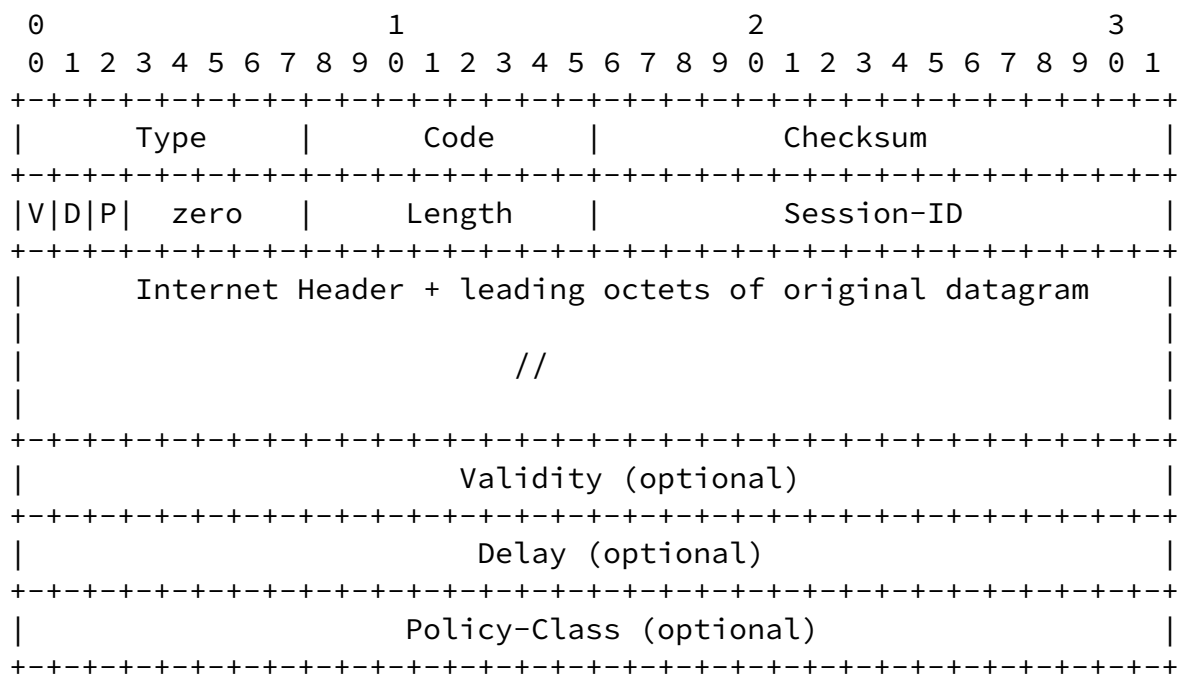 0                   1                   2                   3
0 1 2 3 4 5 6 7 8 9 0 1 2 3 4 5 6 7 8 9 0 1 2 3 4 5 6 7 8 9 0 1
+-+-+-+-+-+-+-+-+-+-+-+-+-+-+-+-+-+-+-+-+-+-+-+-+-+-+-+-+-+-+-+-+
|      Type     |      Code     |          Checksum             |
+-+-+-+-+-+-+-+-+-+-+-+-+-+-+-+-+-+-+-+-+-+-+-+-+-+-+-+-+-+-+-+-+
|V|D|P|  zero   |     Length    |          Session-ID           |
+-+-+-+-+-+-+-+-+-+-+-+-+-+-+-+-+-+-+-+-+-+-+-+-+-+-+-+-+-+-+-+-+
|      Internet Header + leading octets of original datagram    |
|                                                               |
|                           //                                  |
|                                                               |
+-+-+-+-+-+-+-+-+-+-+-+-+-+-+-+-+-+-+-+-+-+-+-+-+-+-+-+-+-+-+-+-+
|                        Validity (optional)                    |
+-+-+-+-+-+-+-+-+-+-+-+-+-+-+-+-+-+-+-+-+-+-+-+-+-+-+-+-+-+-+-+-+
|                         Delay (optional)                      |
+-+-+-+-+-+-+-+-+-+-+-+-+-+-+-+-+-+-+-+-+-+-+-+-+-+-+-+-+-+-+-+-+
|                     Policy-Class (optional)                   |
+-+-+-+-+-+-+-+-+-+-+-+-+-+-+-+-+-+-+-+-+-+-+-+-+-+-+-+-+-+-+-+-+